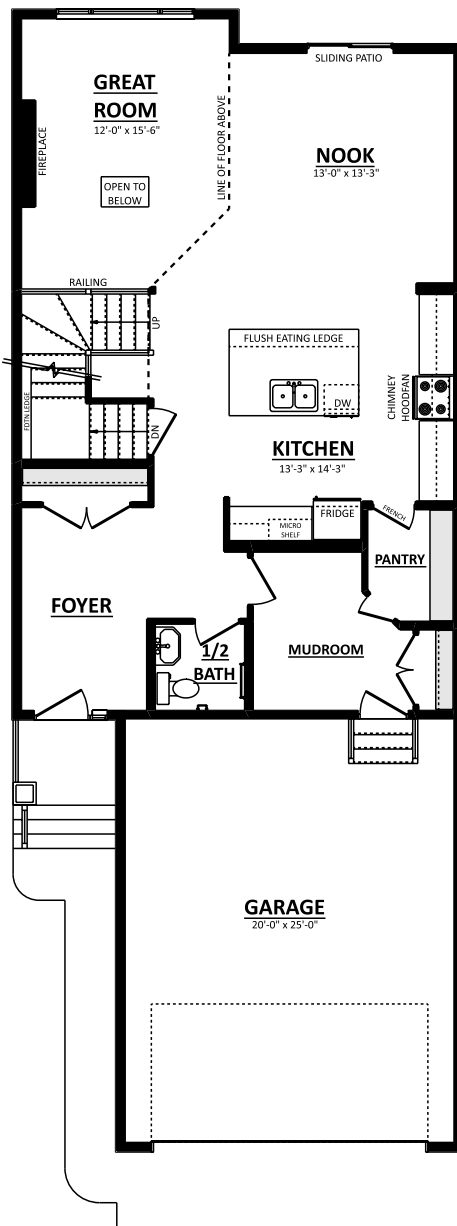 SLIDING PATIO
GREAT
ROOM
12'-0" x 15'-6"
LINE OF FLOOR ABOVE
FIREPLACE
NOOK
13'-0" x 13'-3"
OPEN TO
BELOW
RAILING
UP
FLUSH EATING LEDGE
CHIMNEY
HOODFAN
DW
FDTN LEDGE
DN
KITCHEN
13'-3" x 14'-3"
FRIDGE
FRENCH
MICRO
SHELF
PANTRY
FOYER
1/2
BATH
MUDROOM
GARAGE
20'-0" x 25'-0"